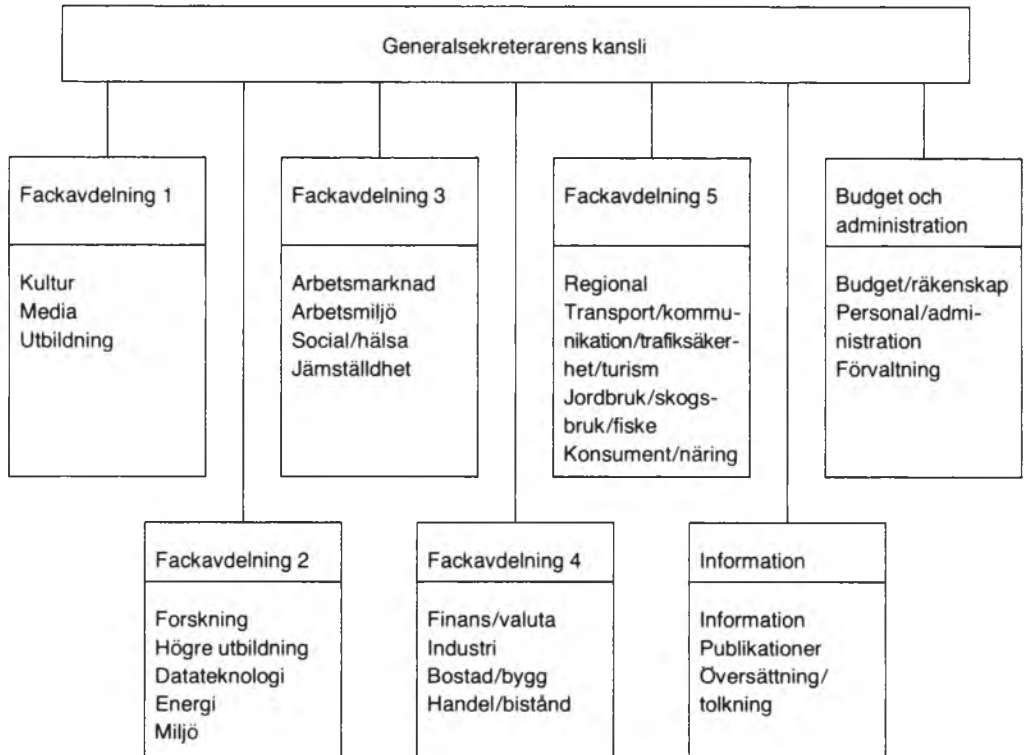 Generalsekreterarens kansli
Fackavdelning 1
Kultur
Media
Utbildning
Fackavdelning 3
Arbetsmarknad
Arbetsmiljö
Social/hälsa
Jämställdhet
Fackavdelning 5
Regional
Transport/kommu-
nikation/trafiksäker-
het/turism
Jordbruk/skogs-
bruk/fiske
Konsument/näring
Budget och
administration
Budget/räkenskap
Personal/admi-
nistration
Förvaltning
Fackavdelning 2
Forskning
Högre utbildning
Datateknologi
Energi
Miljö
Fackavdelning 4
Finans/valuta
Industri
Bostad/bygg
Handel/bistånd
Information
Information
Publikationer
Översättning/
tolkning